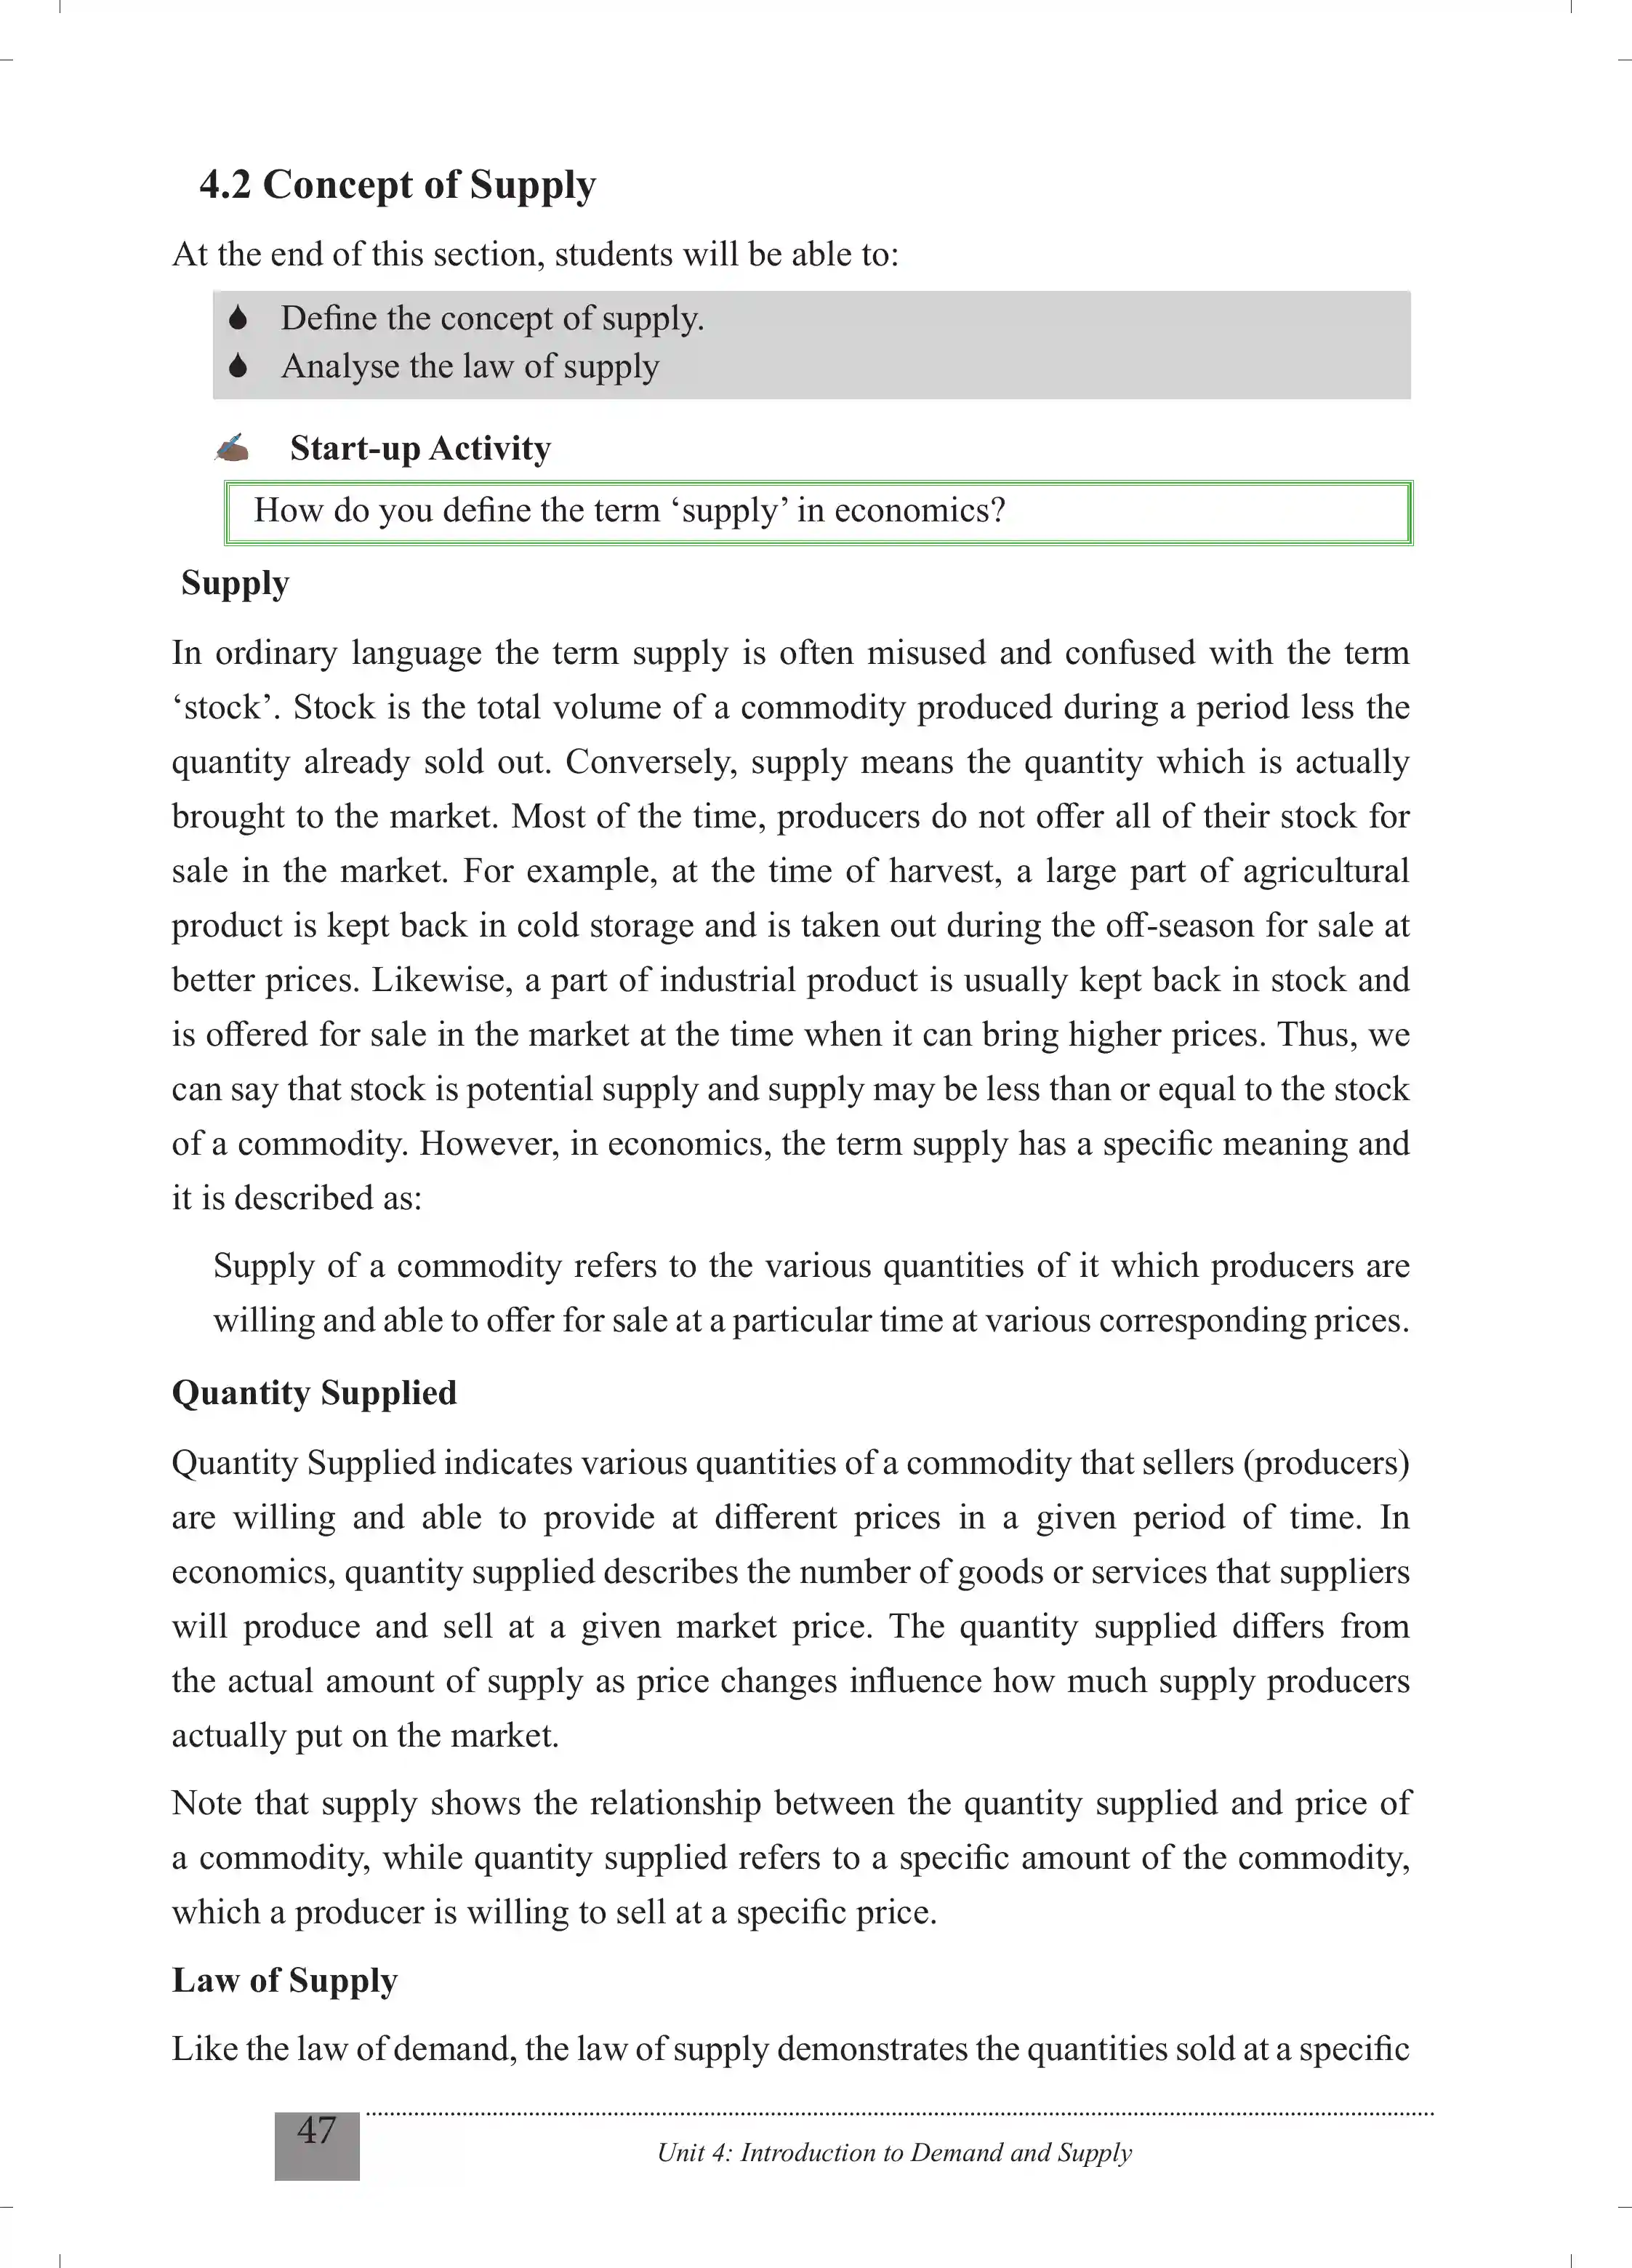 4.2 Concept of Supply
At the end of this section, students will be able to:
Define the concept of supply.
Analyse the law of supply
Start-up Activity
How do you define the term ‘supply’ in economics?
Supply
In ordinary language the term supply is often misused and confused with the term
‘stock’. Stock is the total volume of a commodity produced during a period less the
quantity already sold out. Conversely, supply means the quantity which is actually
brought to the market. Most of the time, producers do not offer all of their stock for
sale in the market. For example, at the time of harvest, a large part of agricultural
product is kept back in cold storage and is taken out during the off-season for sale at
better prices. Likewise, a part of industrial product is usually kept back in stock and
is offered for sale in the market at the time when it can bring higher prices. Thus, we
can say that stock is potential supply and supply may be less than or equal to the stock
of a commodity. However, in economics, the term supply has a specific meaning and
it is described as:
Supply of a commodity refers to the various quantities of it which producers are
willing and able to offer for sale at a particular time at various corresponding prices.
Quantity Supplied
Quantity Supplied indicates various quantities of a commodity that sellers (producers)
are willing and able to provide at different prices in a given period of time. In
economics, quantity supplied describes the number of goods or services that suppliers
will produce and sell at a given market price. The quantity supplied differs from
the actual amount of supply as price changes influence how much supply producers
actually put on the market.
Note that supply shows the relationship between the quantity supplied and price of
a commodity, while quantity supplied refers to a specific amount of the commodity,
which a producer is willing to sell at a specific price.
Law of Supply
Like the law of demand, the law of supply demonstrates the quantities sold at a specific
47
Unit 4: Introduction to Demand and Supply